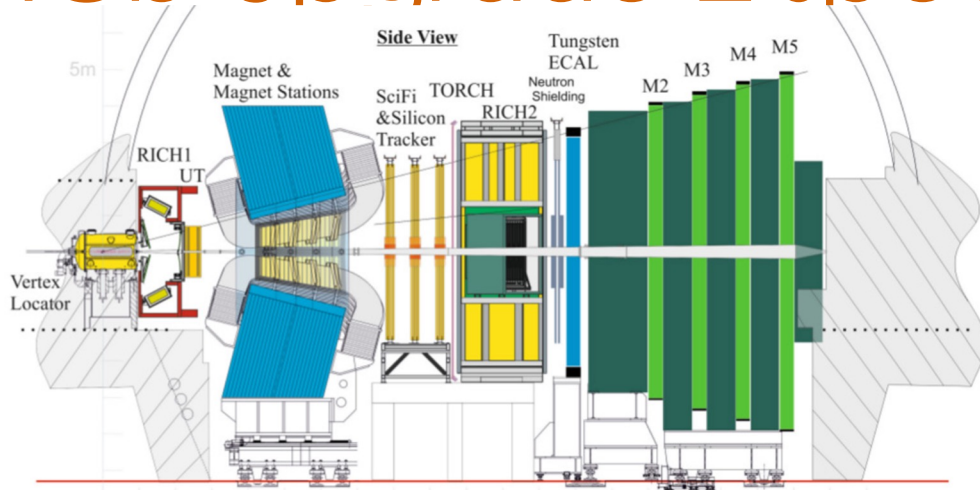 Side View
5m
Magnet &
Magnet Stations
SciFi
&Silicon
Tracker
TORCH
RICH2
Tungsten
ECAL
Neutron
Shielding
M2
M3
M4
M5
RICH1
UT
Vertex
Locator